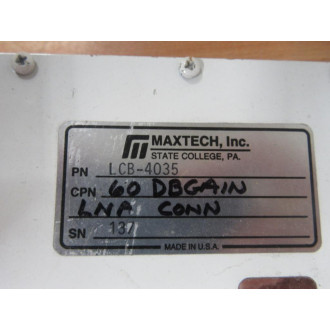 MAXTECH, Inc.
STATE COLLEGE, PA.
PN LCB-4035
CPN 60 DBGAIN
LNA CONN
SN 137
MADE IN U.S.A.